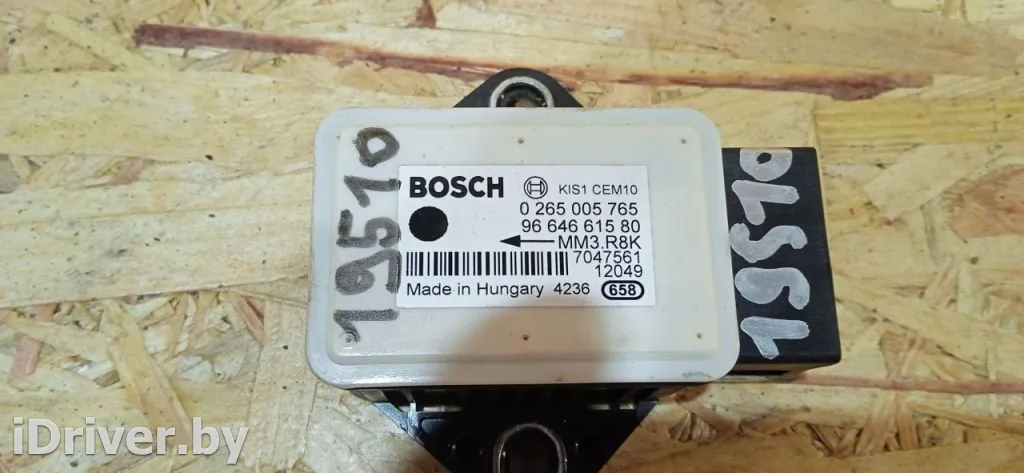 19510
BOSCH KIS1 CEM10
0 265 005 765
96 646 615 80
MM3.R8K
7047561
12049
Made in Hungary 4236 658
19510
iDriver.by